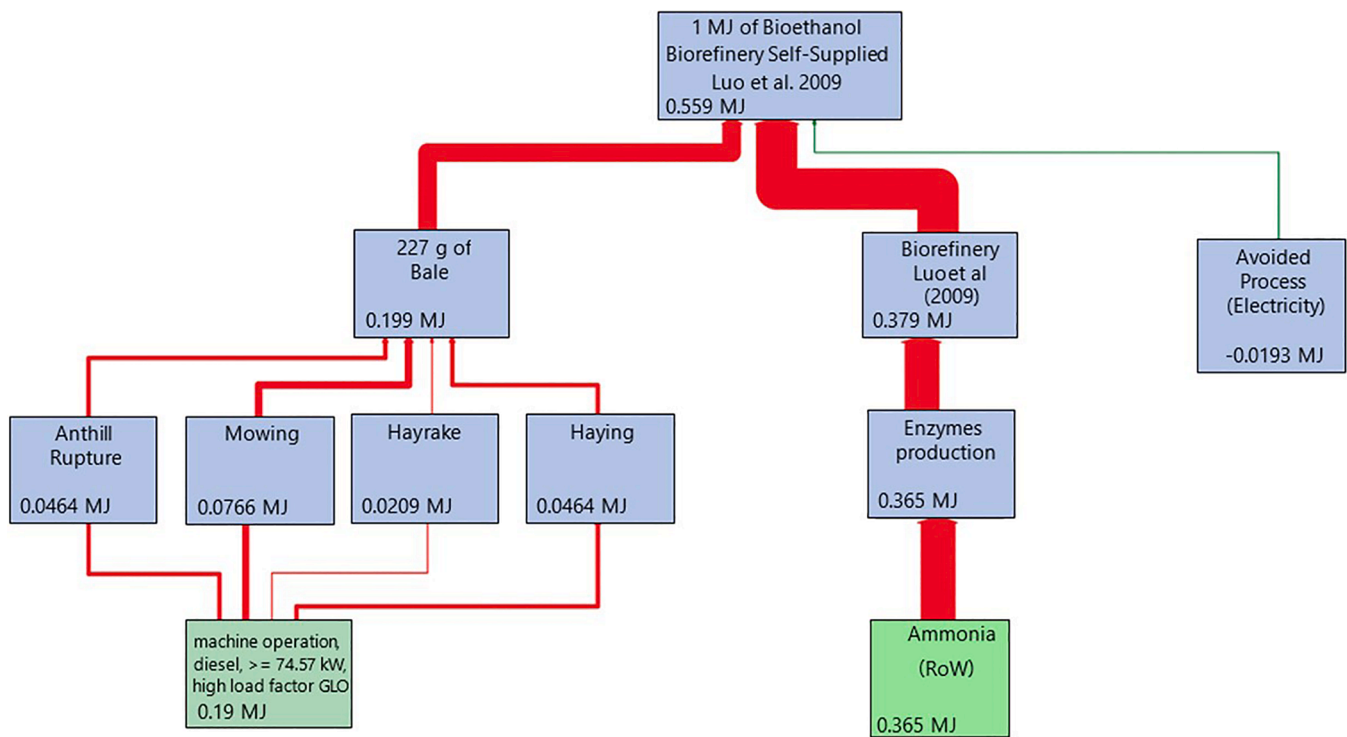 1 MJ of Bioethanol
Biorefinery Self-Supplied
Luo et al. 2009
0.559 MJ
227 g of
Bale
0.199 MJ
Biorefinery
Luoet al
(2009)
0.379 MJ
Avoided
Process
(Electricity)
-0.0193 MJ
Anthill
Rupture
0.0464 MJ
Mowing
0.0766 MJ
Hayrake
0.0209 MJ
Haying
0.0464 MJ
Enzymes
production
0.365 MJ
machine operation,
diesel, >= 74.57 kW,
high load factor GLO
0.19 MJ
Ammonia
(RoW)
0.365 MJ